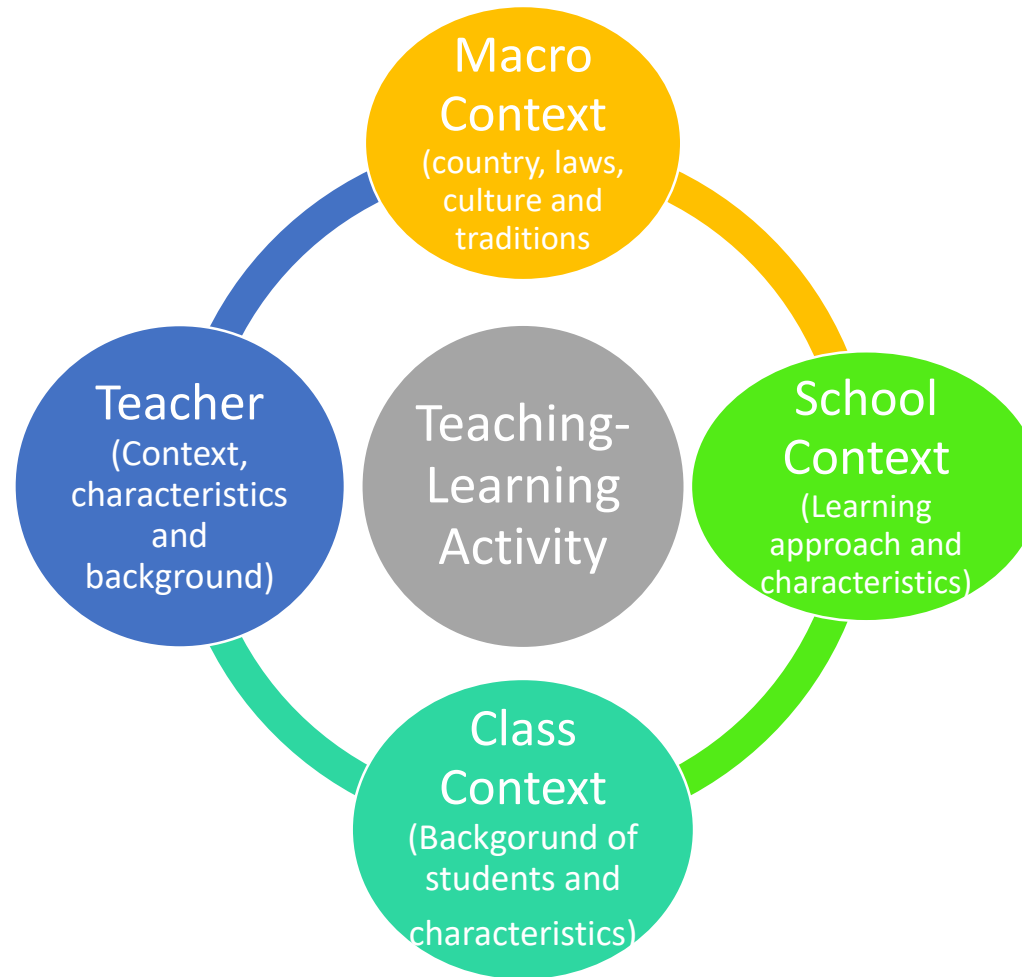 Macro
Context
(country, laws,
culture and
traditions
Teacher
(Context,
characteristics
and
background)
Teaching-
Learning
Activity
School
Context
(Learning
approach and
characteristics)
Class
Context
(Backgorund of
students and
characteristics)